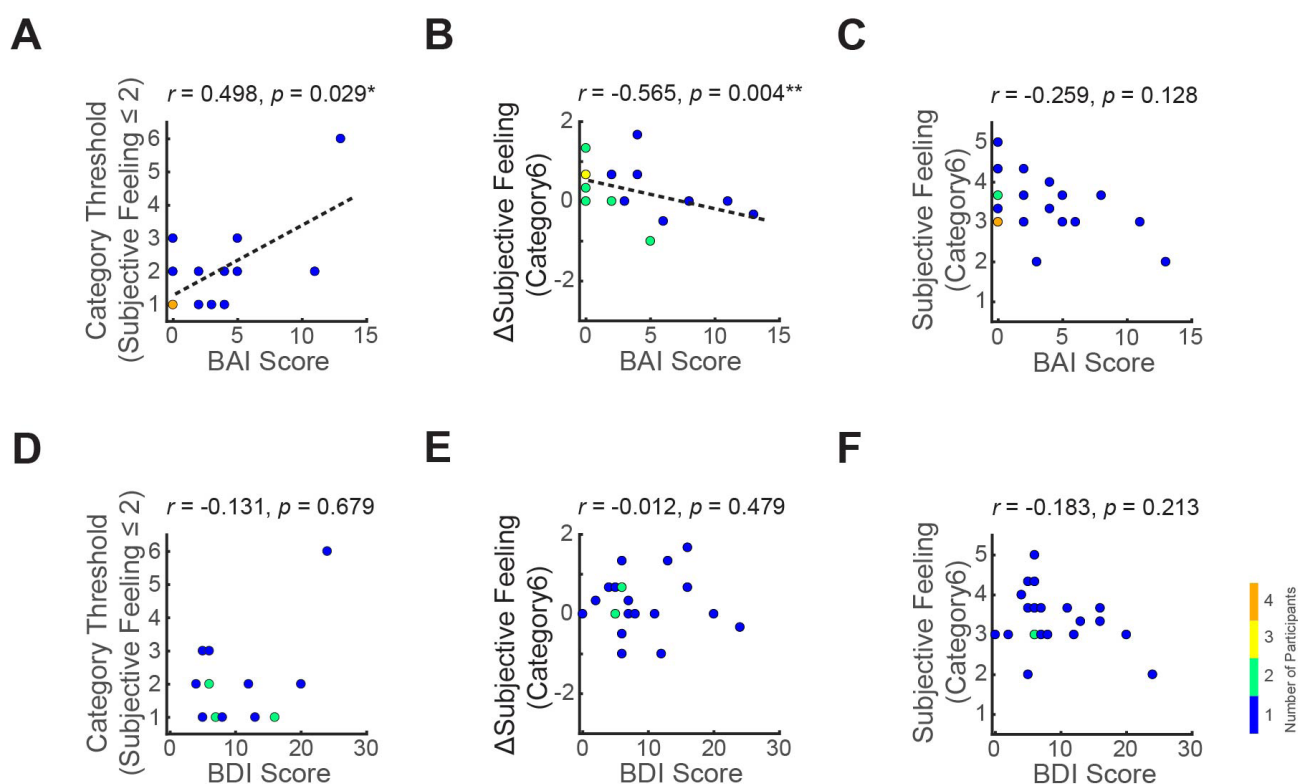 A
r = 0.498, p = 0.029*
Category Threshold
(Subjective Feeling ≤ 2)
6
5
4
3
2
1
0
5
10
15
BAI Score
B
r = -0.565, p = 0.004**
ΔSubjective Feeling
(Category6)
2
0
-2
0
5
10
15
BAI Score
C
r = -0.259, p = 0.128
Subjective Feeling
(Category6)
5
4
3
2
1
0
5
10
15
BAI Score
D
r = -0.131, p = 0.679
Category Threshold
(Subjective Feeling ≤ 2)
6
5
4
3
2
1
0
10
20
30
BDI Score
E
r = -0.012, p = 0.479
ΔSubjective Feeling
(Category6)
2
0
-2
0
10
20
30
BDI Score
F
r = -0.183, p = 0.213
Subjective Feeling
(Category6)
5
4
3
2
1
0
10
20
30
BDI Score
4
3
2
1
Number of Participants